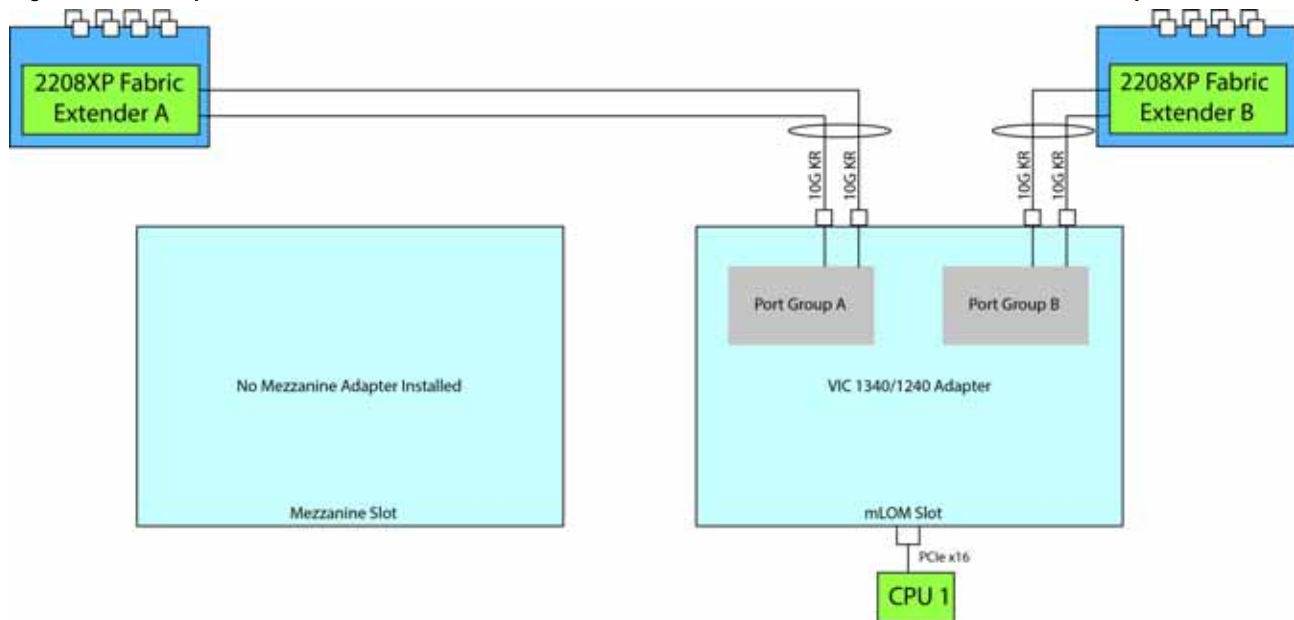 2208XP Fabric
Extender A
2208XP Fabric
Extender B
10G KR
10G KR
10G KR
10G KR
Port Group A
Port Group B
No Mezzanine Adapter Installed
VIC 1340/1240 Adapter
Mezzanine Slot
mLOM Slot
PCIe x16
CPU 1